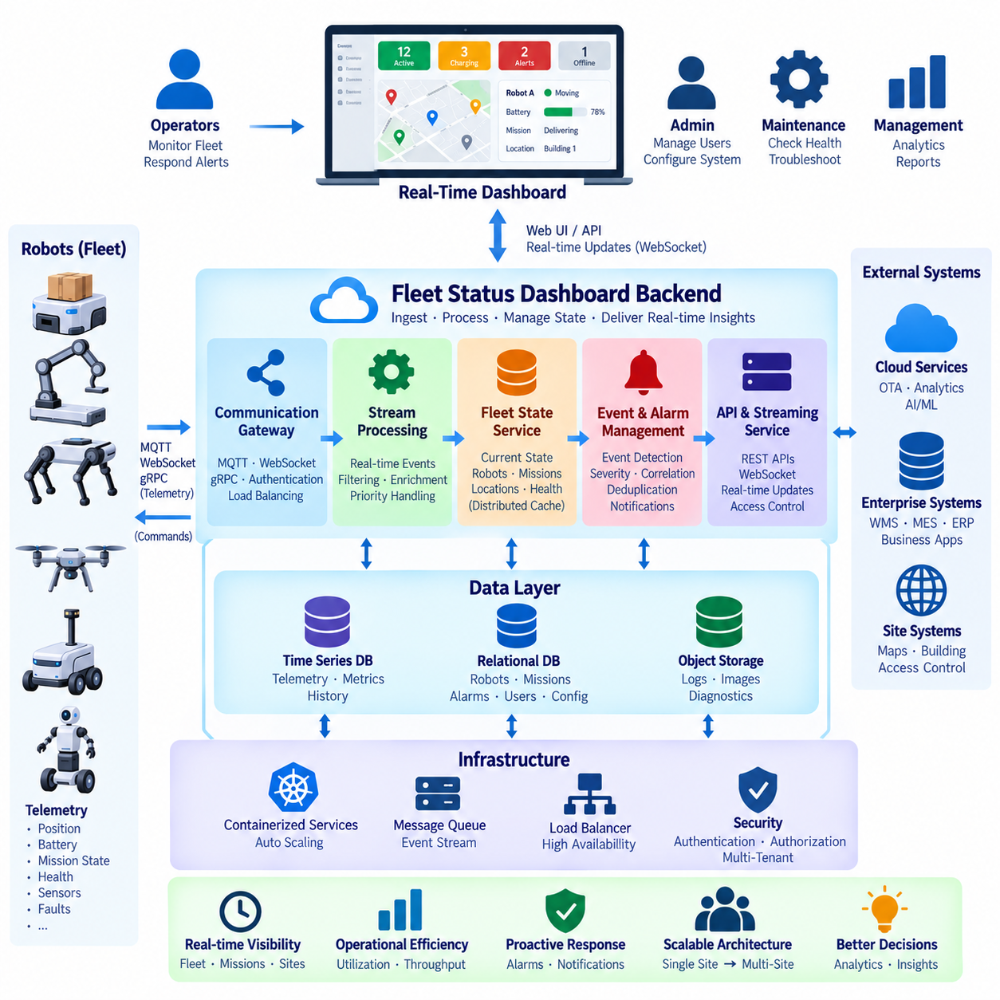 12
Active
3
Charging
2
Alerts
1
Offline
Robot A
Moving
Battery
78%
Mission
Delivering
Location
Building 1
Operators
Monitor Fleet
Respond Alerts
Real-Time Dashboard
Admin
Manage Users
Configure System
Maintenance
Check Health
Troubleshoot
Management
Analytics
Reports
Web UI / API
Real-time Updates (WebSocket)
Robots (Fleet)
MQTT
WebSocket
gRPC
(Telemetry)
(Commands)
Telemetry
• Position
• Battery
• Mission State
• Health
• Sensors
• Faults
• ...
Fleet Status Dashboard Backend
Ingest · Process · Manage State · Deliver Real-time Insights
Communication
Gateway
MQTT · WebSocket
gRPC · Authentication
Load Balancing
Stream
Processing
Real-time Events
Filtering · Enrichment
Priority Handling
Fleet State
Service
Current State
Robots · Missions
Locations · Health
(Distributed Cache)
Event & Alarm
Management
Event Detection
Severity · Correlation
Deduplication
Notifications
API & Streaming
Service
REST APIs
WebSocket
Real-time Updates
Access Control
External Systems
Cloud Services
OTA · Analytics
AI/ML
Enterprise Systems
WMS · MES · ERP
Business Apps
Site Systems
Maps · Building
Access Control
Data Layer
Time Series DB
Telemetry · Metrics
History
Relational DB
Robots · Missions
Alarms · Users · Config
Object Storage
Logs · Images
Diagnostics
Infrastructure
Containerized Services
Auto Scaling
Message Queue
Event Stream
Load Balancer
High Availability
Security
Authentication · Authorization
Multi-Tenant
Real-time Visibility
Fleet · Missions · Sites
Operational Efficiency
Utilization · Throughput
Proactive Response
Alarms · Notifications
Scalable Architecture
Single Site → Multi-Site
Better Decisions
Analytics · Insights